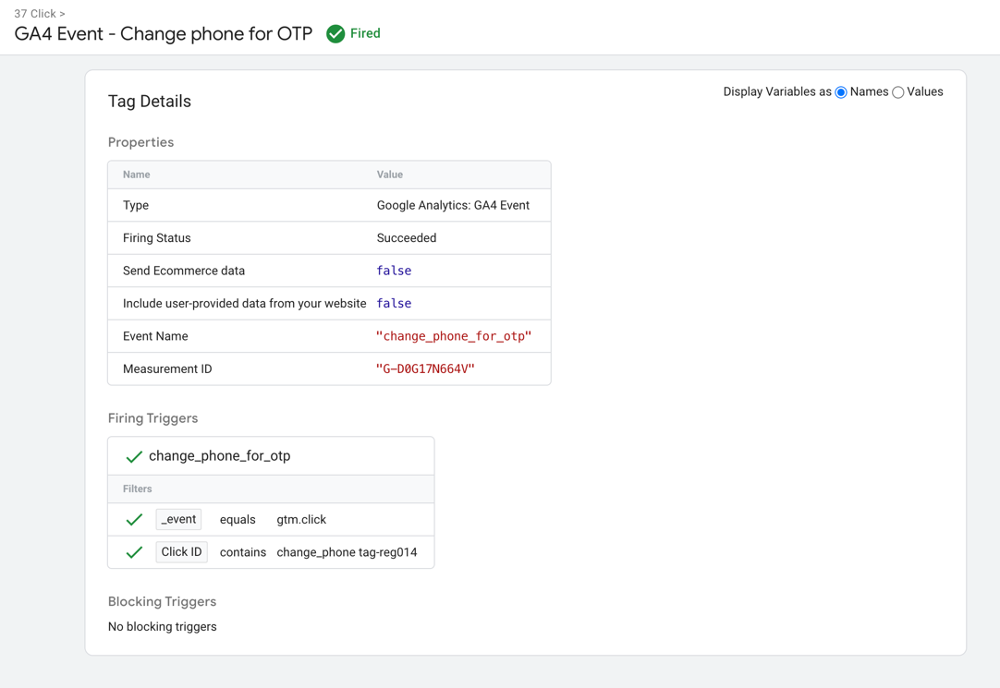 37 Click >
GA4 Event - Change phone for OTP Fired
Tag Details
Display Variables as Names Values
Properties
Name Value
Type Google Analytics: GA4 Event
Firing Status Succeeded
Send Ecommerce data false
Include user-provided data from your website false
Event Name "change_phone_for_otp"
Measurement ID "G-D0G17N664V"
Firing Triggers
change_phone_for_otp
Filters
_event equals gtm.click
Click ID contains change_phone tag-reg014
Blocking Triggers
No blocking triggers